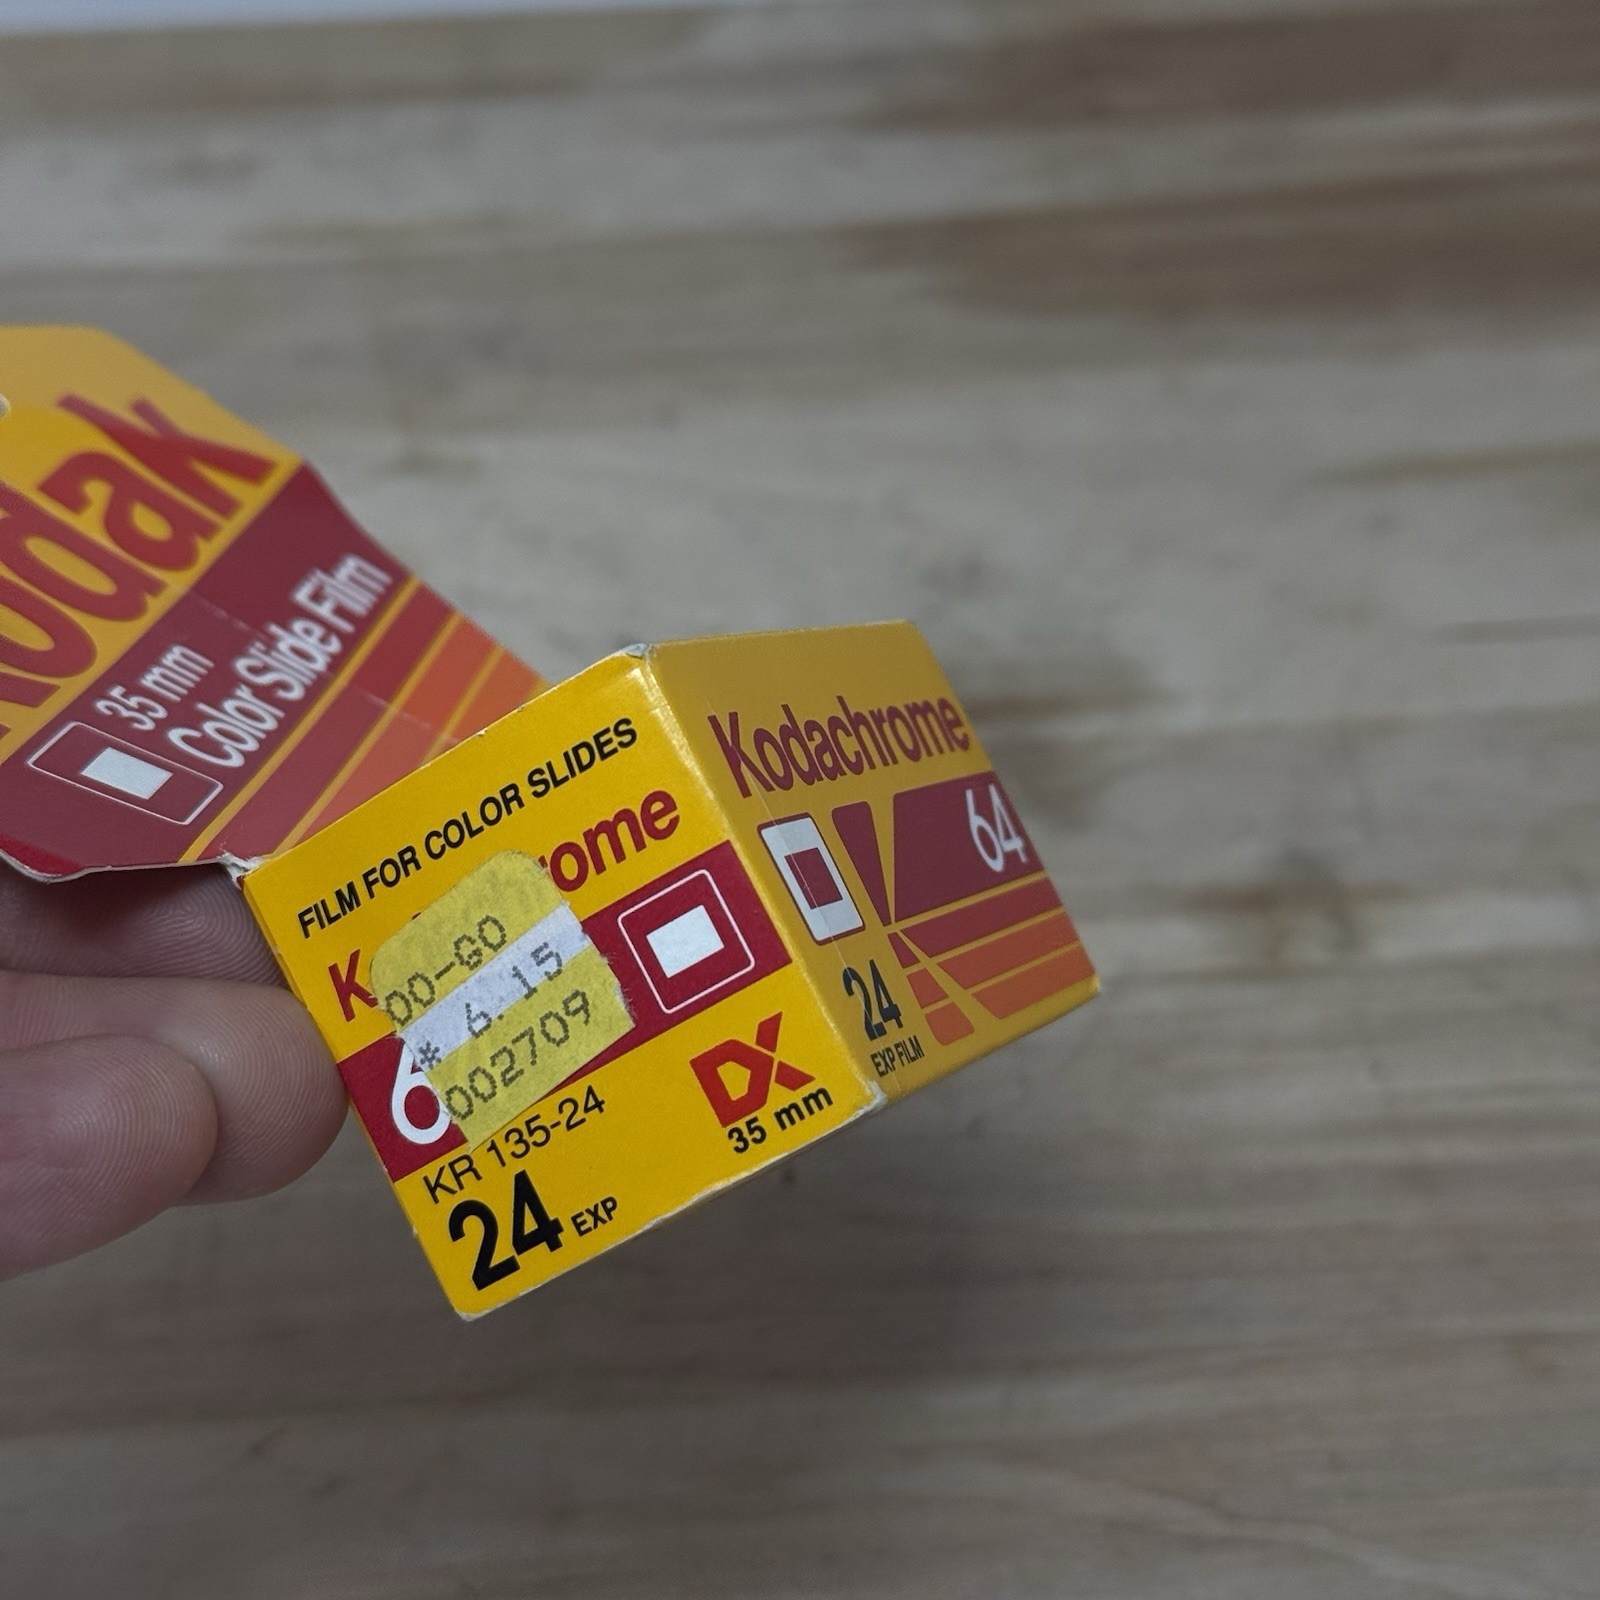 Kodak
35 mm
Color Slide Film
FILM FOR COLOR SLIDES
K rome
6
00-GO
* 6.15
002709
KR 135-24
24 EXP
DX
35 mm
Kodachrome
64
24
EXP FILM